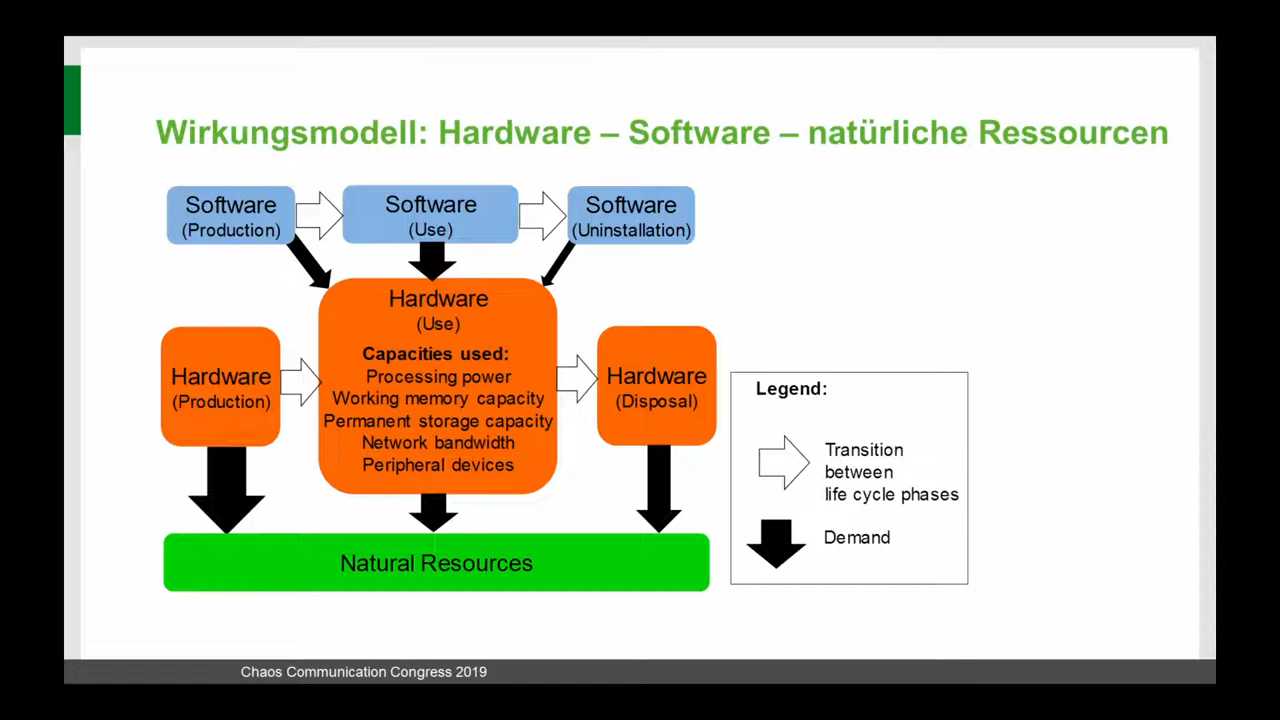 Wirkungsmodell: Hardware – Software – natürliche Ressourcen
Software
(Production)
Software
(Use)
Software
(Uninstallation)
Hardware
(Production)
Hardware
(Use)
Capacities used:
Processing power
Working memory capacity
Permanent storage capacity
Network bandwidth
Peripheral devices
Hardware
(Disposal)
Natural Resources
Legend:
Transition
between
life cycle phases
Demand
Chaos Communication Congress 2019